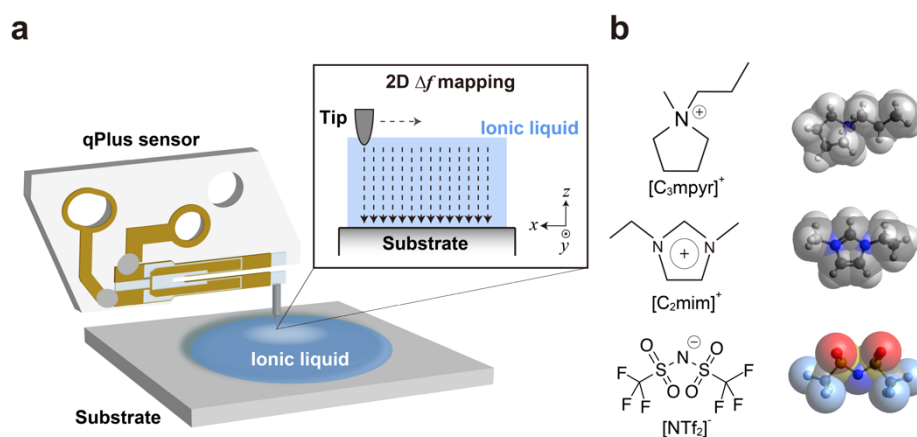 a
qPlus sensor
2D Δf mapping
Tip
Ionic liquid
z
x
y
Substrate
Ionic liquid
Substrate
b
N
+
[C₃mpyr]⁺
N
N
+
[C₂mim]⁺
O
N
−
O
F
S
S
F
F
O
O
F
F
F
[NTf₂]⁻